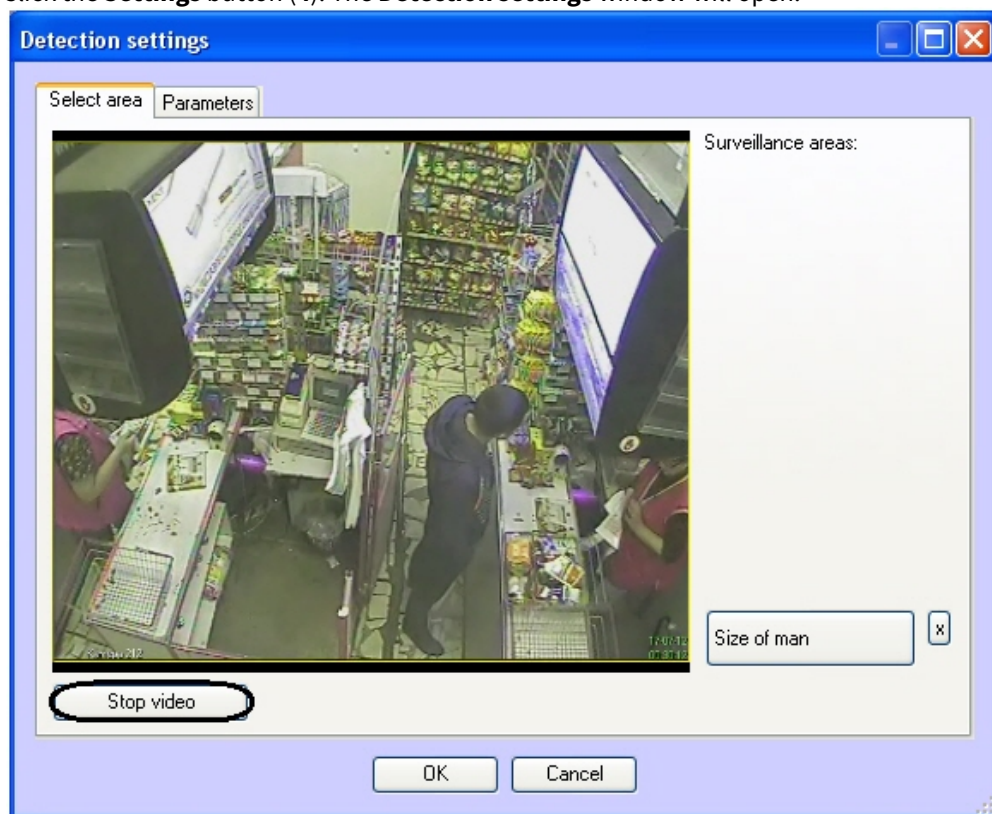 click the Settings button (4). The Detection settings window will open.
Detection settings
Select area
Parameters
Surveillance areas:
Size of man
x
Stop video
OK
Cancel